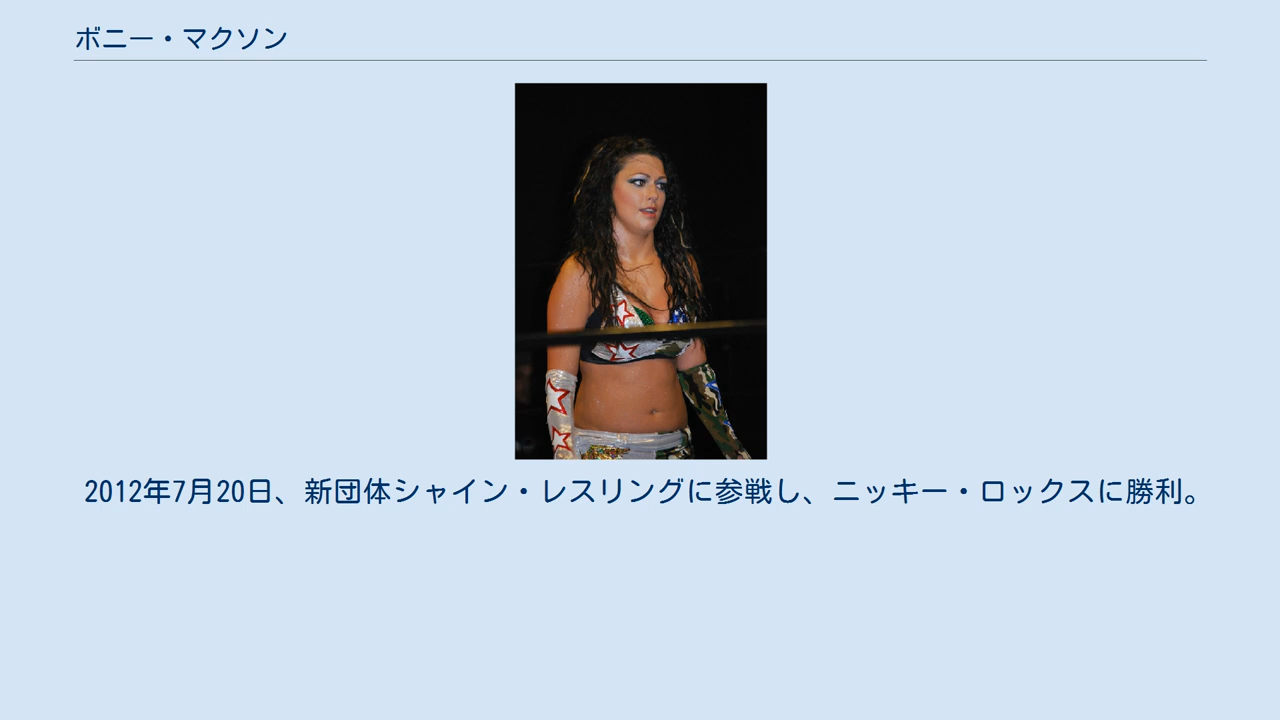 ボニー・マクソン
2012年7月20日、新団体シャイン・レスリングに参戦し、ニッキー・ロックスに勝利。